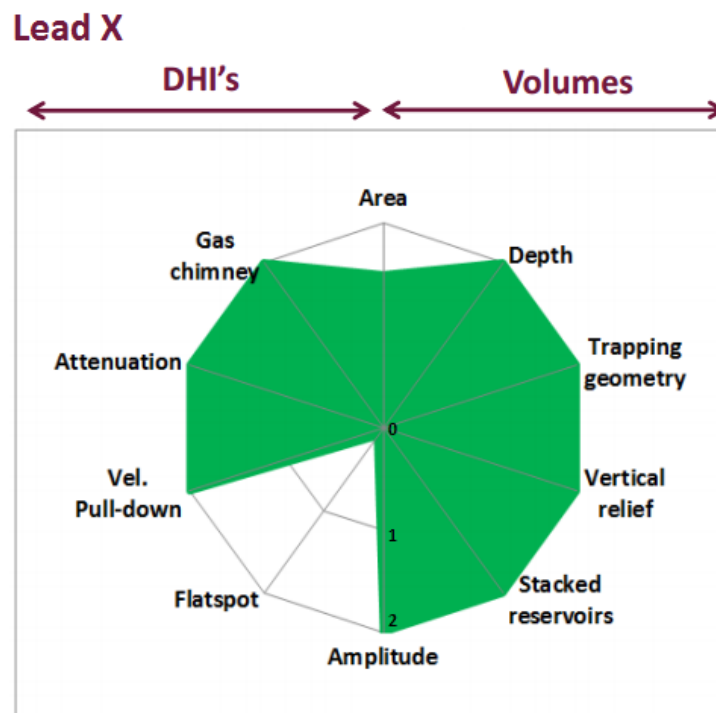 Lead X
DHI's
Volumes
Area
Gas
chimney
Depth
Attenuation
Trapping
geometry
0
Vel.
Pull-down
Vertical
relief
1
Flatspot
Stacked
reservoirs
2
Amplitude